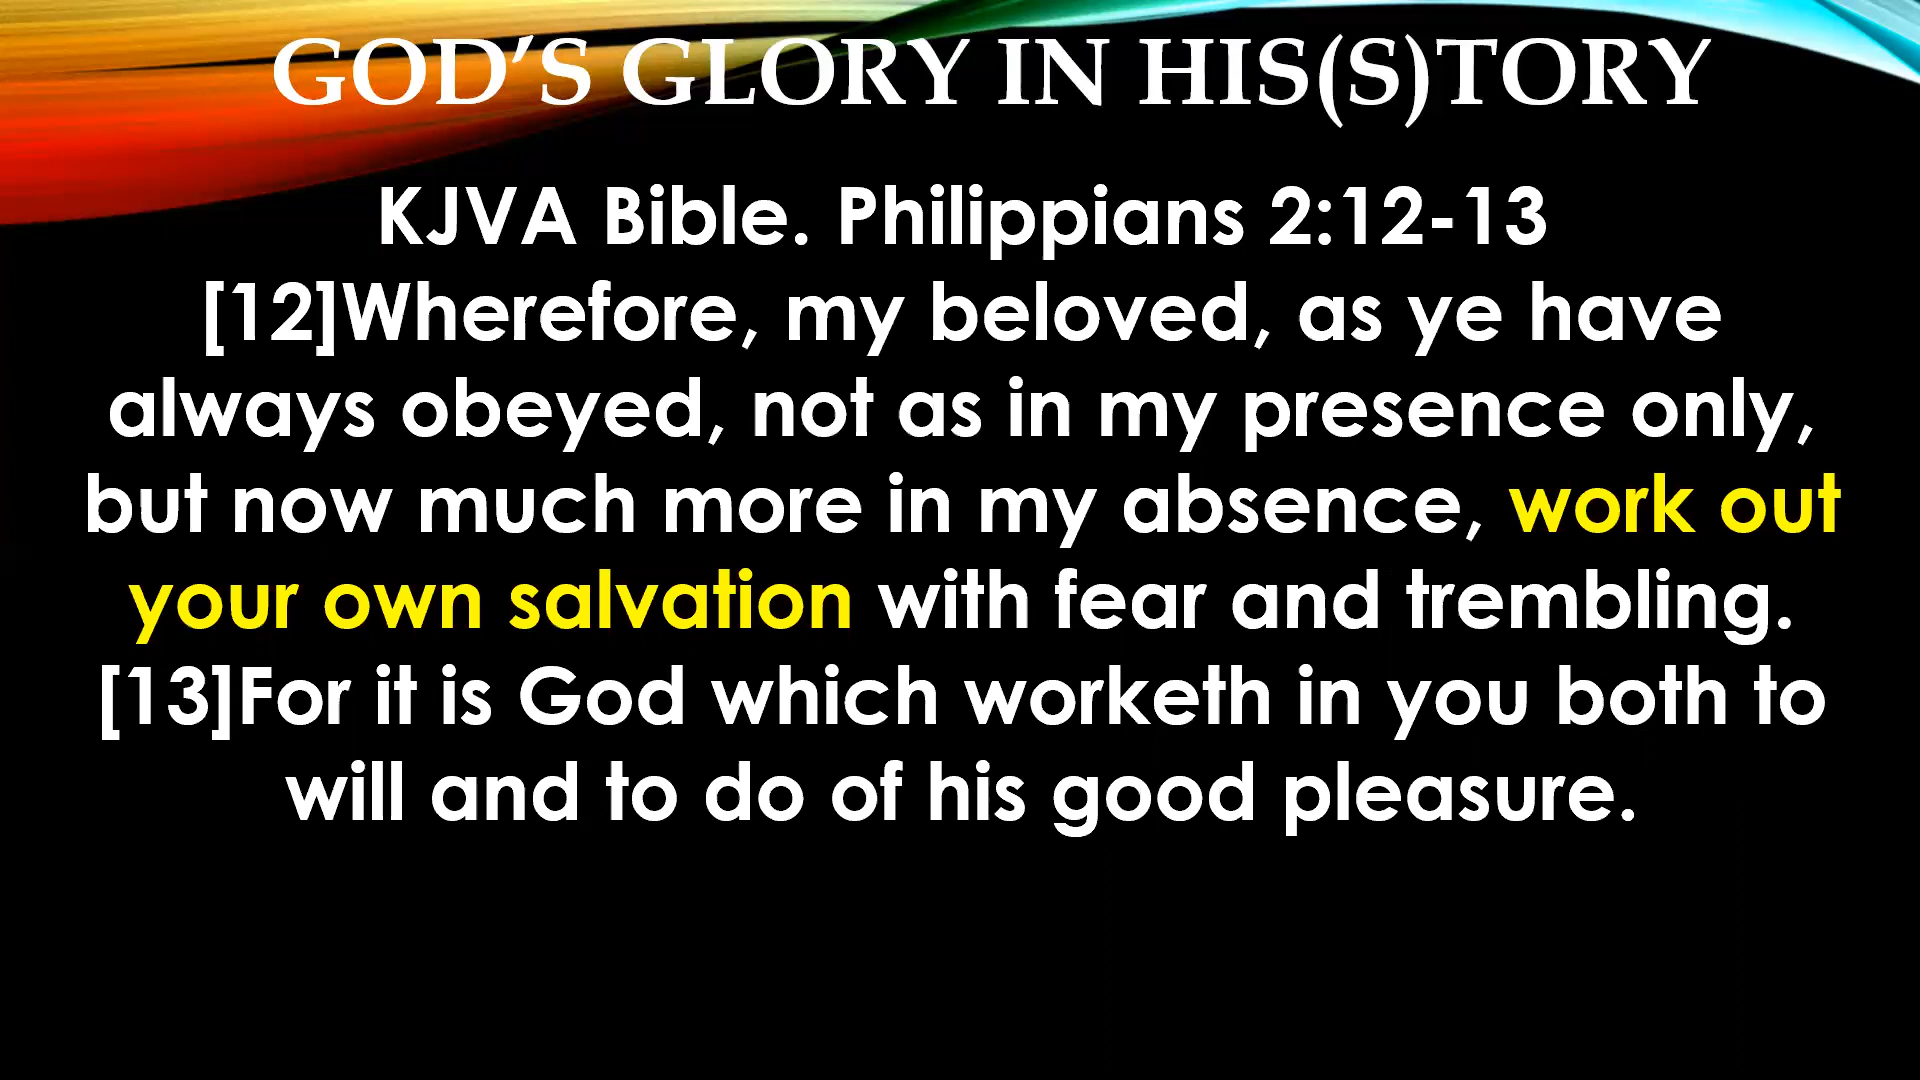 GOD’S GLORY IN HIS(S)TORY
KJVA Bible. Philippians 2:12-13
[12]Wherefore, my beloved, as ye have
always obeyed, not as in my presence only,
but now much more in my absence, work out
your own salvation with fear and trembling.
[13]For it is God which worketh in you both to
will and to do of his good pleasure.